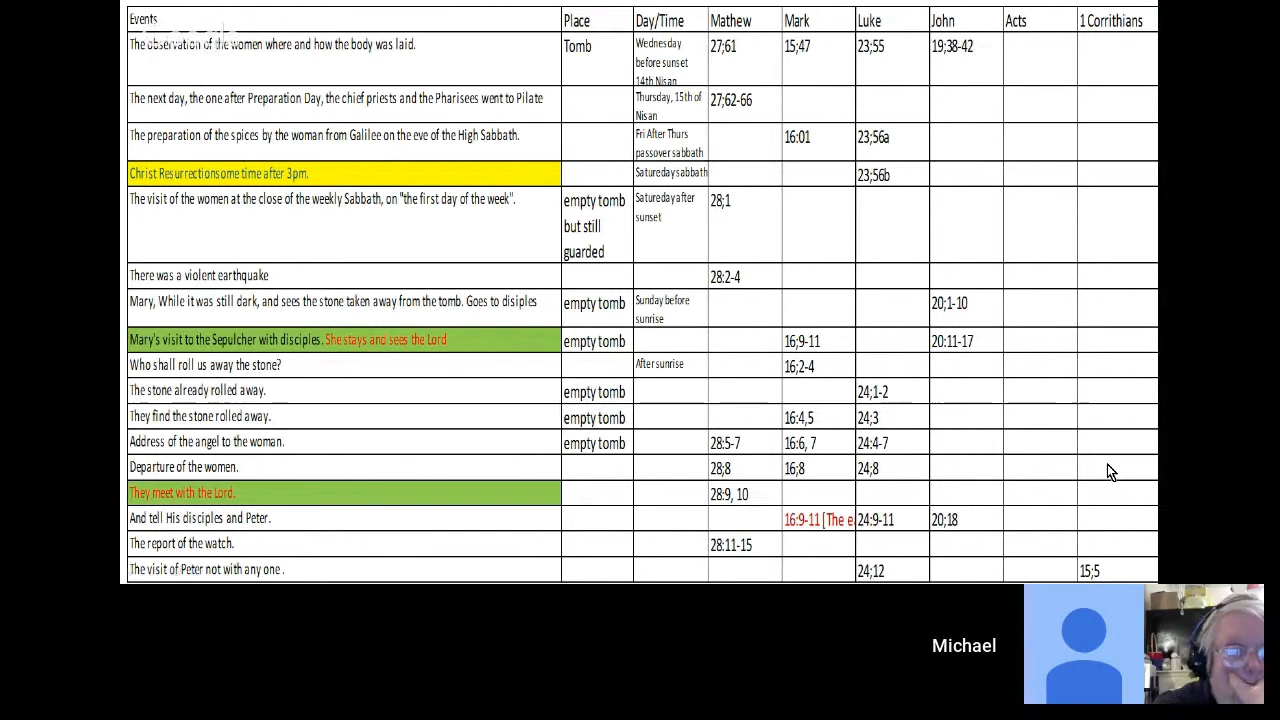 Events Place Day/Time Mathew Mark Luke John Acts 1 Corrithians
The observation of the women where and how the body was laid. Tomb Wednesday before sunset 14th Nisan 27;61 15;47 23;55 19;38-42
The next day, the one after Preparation Day, the chief priests and the Pharisees went to Pilate Thursday, 15th of Nisan 27;62-66
The preparation of the spices by the woman from Galilee on the eve of the High Sabbath. Fri After Thurs passover sabbath 16:01 23;56a
Christ Resurrectionsome time after 3pm. Satureday sabbath 23;56b
The visit of the women at the close of the weekly Sabbath, on "the first day of the week". empty tomb but still guarded Satureday after sunset 28;1
There was a violent earthquake 28:2-4
Mary, While it was still dark, and sees the stone taken away from the tomb. Goes to disiples empty tomb Sunday before sunrise 20;1-10
Mary's visit to the Sepulcher with disciples. She stays and sees the Lord empty tomb 16;9-11 20:11-17
Who shall roll us away the stone? After sunrise 16;2-4
The stone already rolled away. empty tomb 24;1-2
They find the stone rolled away. empty tomb 16:4,5 24;3
Address of the angel to the woman. empty tomb 28:5-7 16:6, 7 24:4-7
Departure of the women. 28;8 16;8 24;8
They meet with the Lord. 28:9, 10
And tell His disciples and Peter. 16:9-11 [The ea 24:9-11 20;18
The report of the watch. 28:11-15
The visit of Peter not with any one . 24;12 15;5
Michael